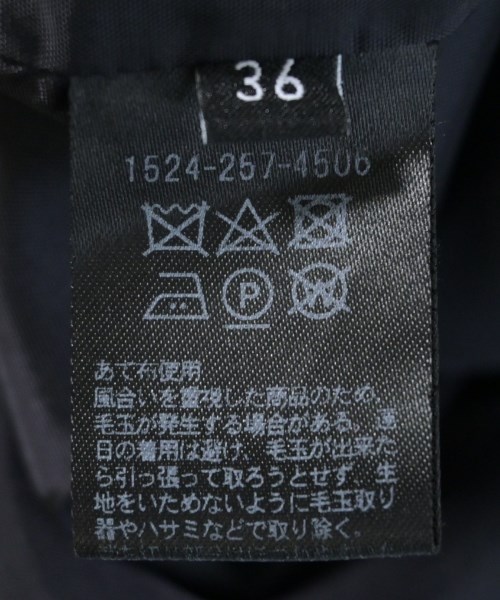 36
1524-257-4506
P
W
あて布使用
風合いを重視した商品のため、
毛玉が発生する場合がある。連
日の着用は避け、毛玉が出来た
ら引っ張って取ろうとせず、生
地をいためないように毛玉取り
器やハサミなどで取り除く。